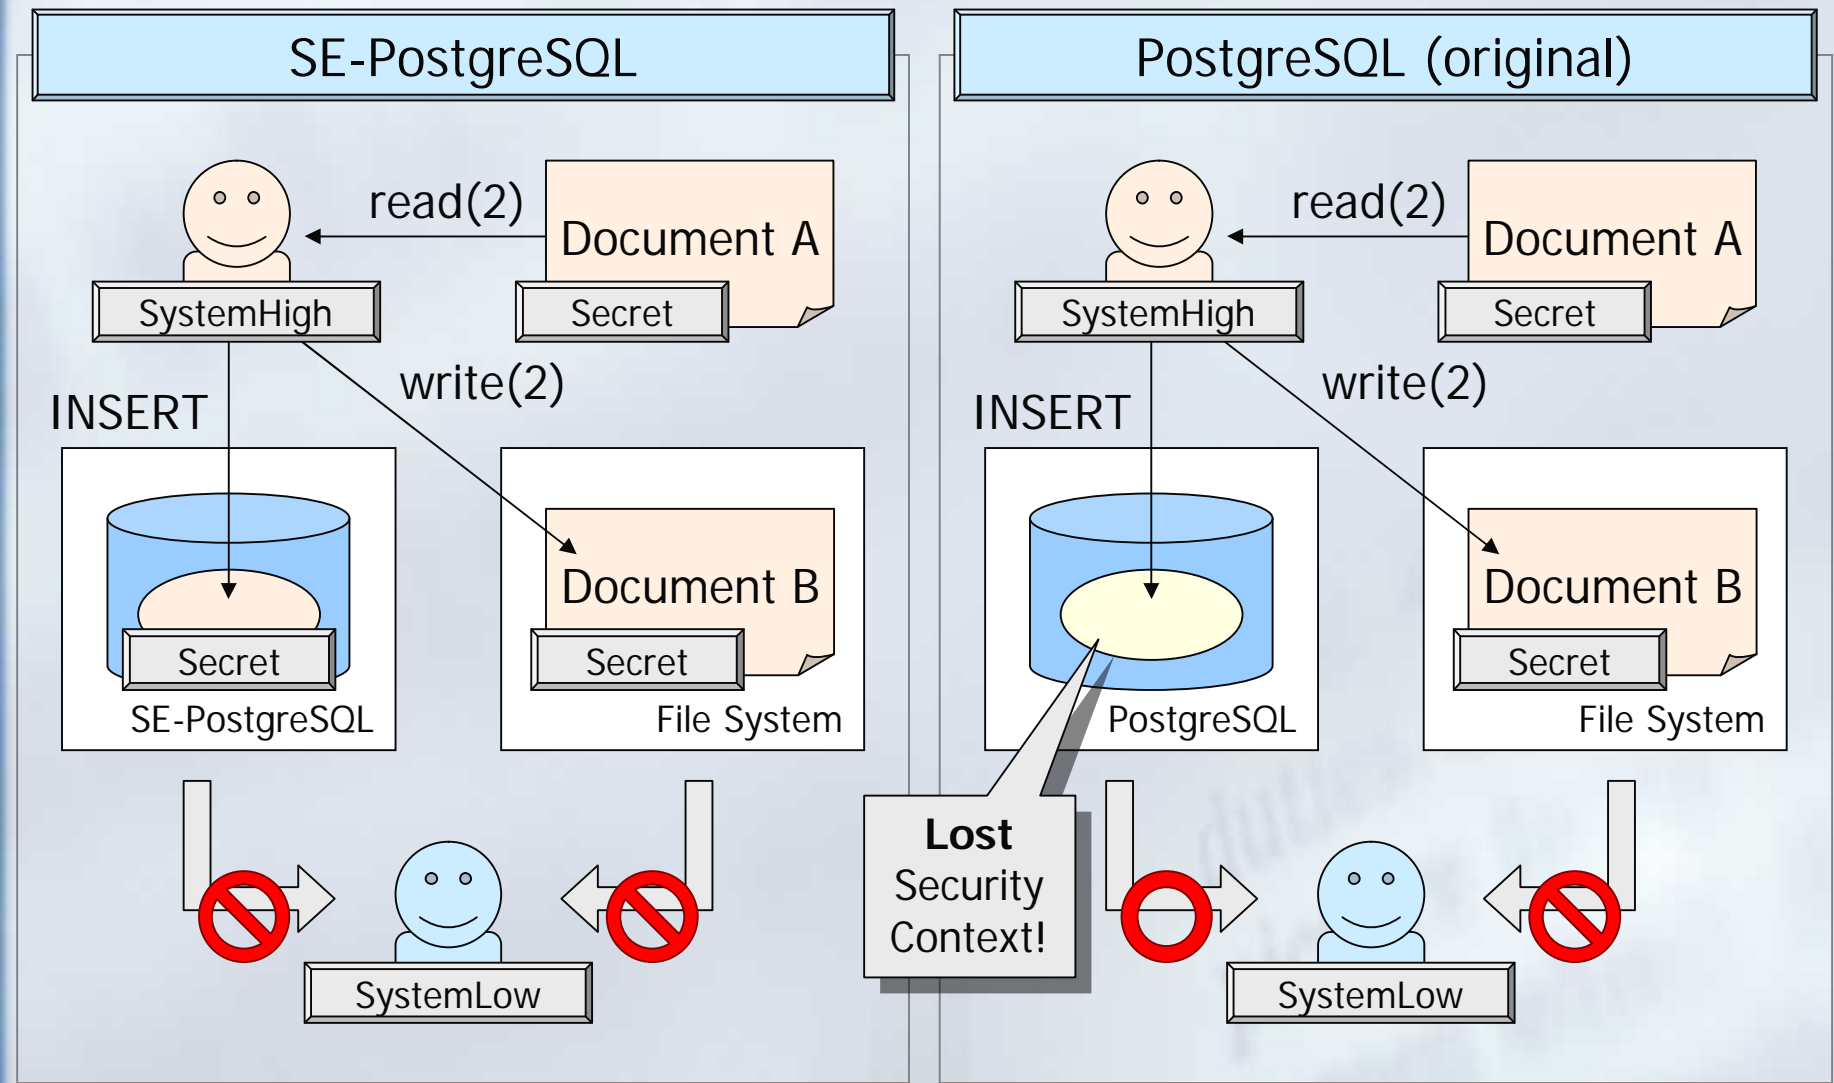 SE-PostgreSQL
read(2)
Document A
SystemHigh
Secret
write(2)
INSERT
Document B
Secret
Secret
SE-PostgreSQL
File System
SystemLow
PostgreSQL (original)
read(2)
Document A
SystemHigh
Secret
write(2)
INSERT
Document B
Secret
PostgreSQL
File System
Lost
Security
Context!
SystemLow